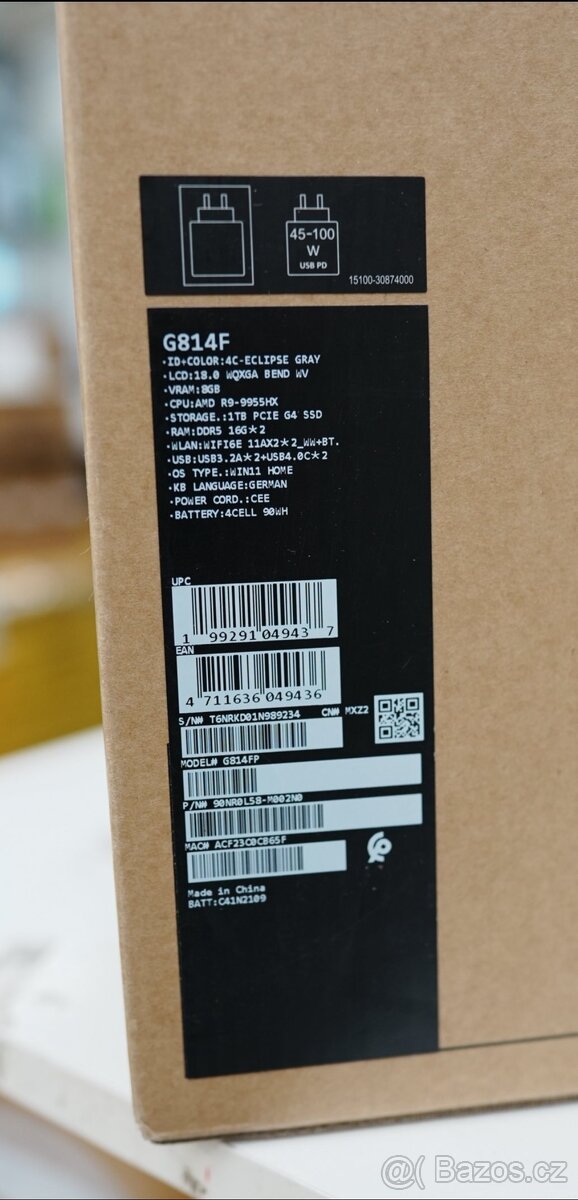 45-100
W
USB PD
15100-30874000
G814F
·ID+COLOR:4C-ECLIPSE GRAY
·LCD:18.0 WQXGA BEND WV
·VRAM:8GB
·CPU:AMD R9-9955HX
·STORAGE.:1TB PCIE G4 SSD
·RAM:DDR5 16G*2
·WLAN:WIFI6E 11AX2*2_WW+BT.
·USB:USB3.2A*2+USB4.0C*2
·OS TYPE.:WIN11 HOME
·KB LANGUAGE:GERMAN
·POWER CORD.:CEE
·BATTERY:4CELL 90WH
UPC
1 99291 04943 7
EAN
4 711636 049436
S/N# T6NRKD01N989234 CN# MXZ2
MODEL# G814FP
P/N# 90NR0L58-M002N0
MAC# ACF23C0CB65F
Made in China
BATT:C41N2109
@( Bazos.cz